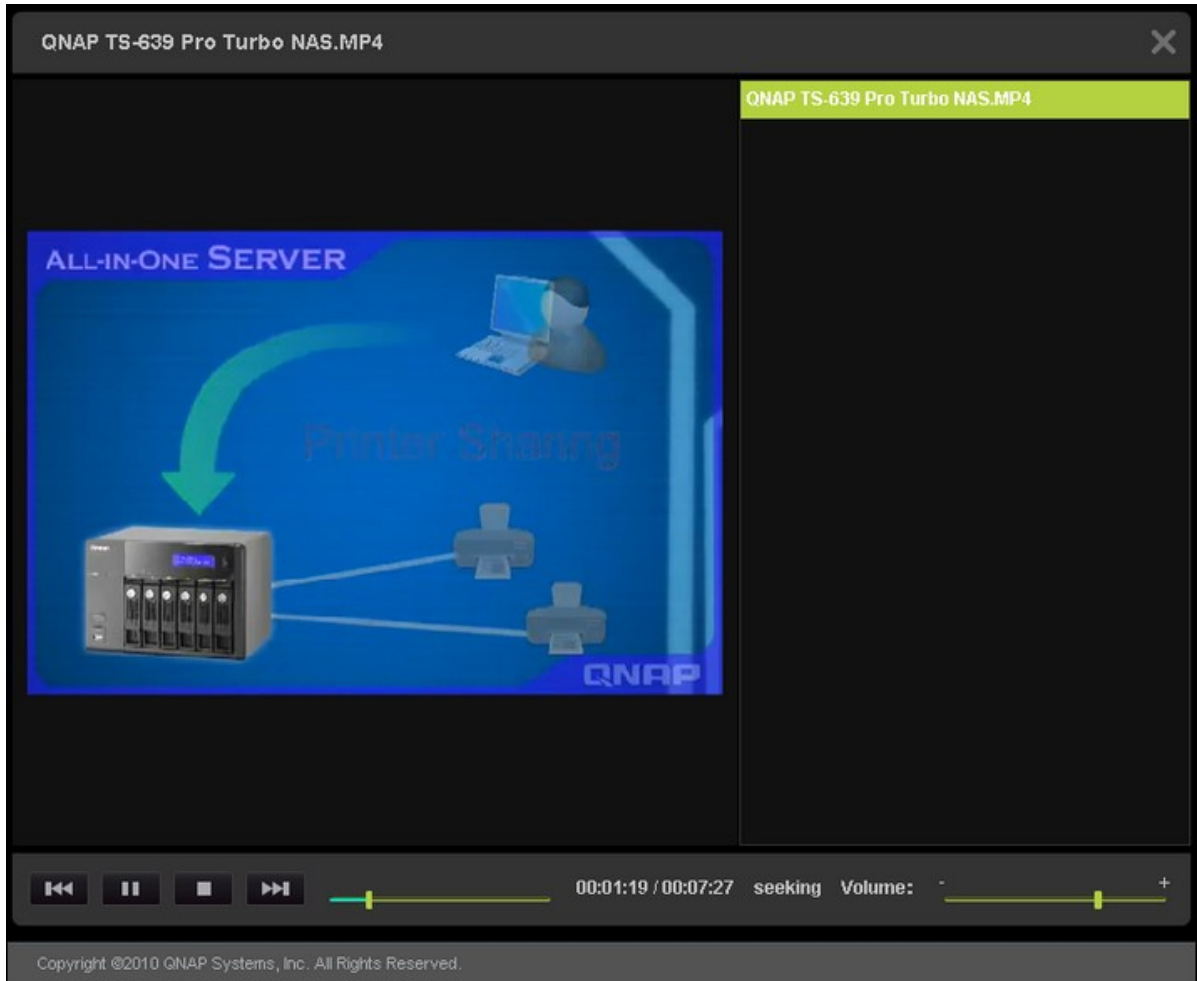 QNAP TS-639 Pro Turbo NAS.MP4
QNAP TS-639 Pro Turbo NAS.MP4
ALL-IN-ONE SERVER
Printer Sharing
QNAP
00:01:19 / 00:07:27 seeking Volume: - +
Copyright ©2010 QNAP Systems, Inc. All Rights Reserved.